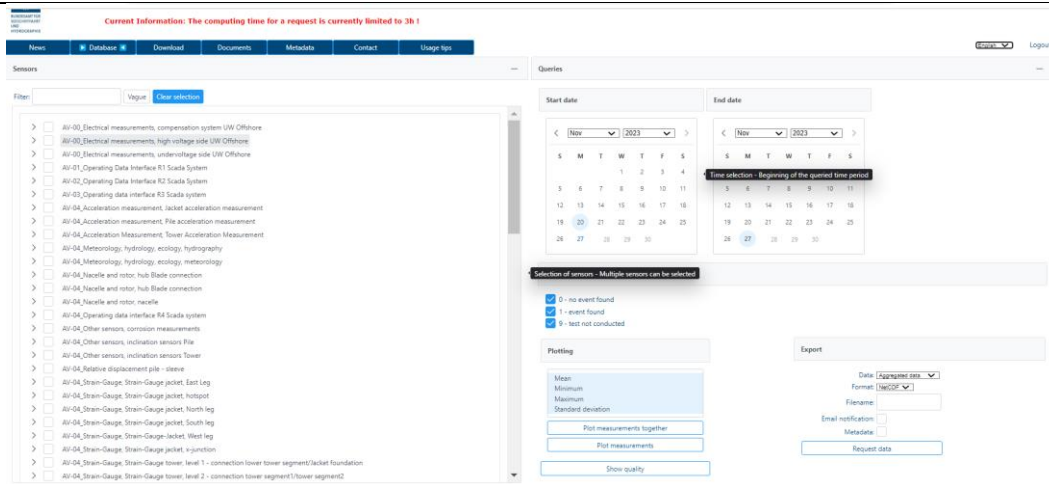 BUNDESAMT FÜR
SEESCHIFFFAHRT
UND
HYDROGRAPHIE
Current Information: The computing time for a request is currently limited to 3h !
News Database Download Documents Metadata Contact Usage tips
English Logou
Sensors
Filter: Vague Clear selection
AV-00_Electrical measurements, compensation system UW Offshore
AV-00_Electrical measurements, high voltage side UW Offshore
AV-00_Electrical measurements, undervoltage side UW Offshore
AV-01_Operating Data Interface R1 Scada System
AV-02_Operating Data Interface R2 Scada System
AV-03_Operating data interface R3 Scada system
AV-04_Acceleration measurement, Jacket acceleration measurement
AV-04_Acceleration measurement, Pile acceleration measurement
AV-04_Acceleration Measurement, Tower Acceleration Measurement
AV-04_Meteorology, hydrology, ecology, hydrography
AV-04_Meteorology, hydrology, ecology, meteorology
AV-04_Nacelle and rotor, hub Blade connection
AV-04_Nacelle and rotor, hub Blade connection
AV-04_Nacelle and rotor, nacelle
AV-04_Operating data interface R4 Scada system
AV-04_Other sensors, corrosion measurements
AV-04_Other sensors, inclination sensors Pile
AV-04_Other sensors, inclination sensors Tower
AV-04_Relative displacement pile - sleeve
AV-04_Strain-Gauge, Strain-Gauge jacket, East Leg
AV-04_Strain-Gauge, Strain-Gauge jacket, hotspot
AV-04_Strain-Gauge, Strain-Gauge jacket, North leg
AV-04_Strain-Gauge, Strain-Gauge jacket, South leg
AV-04_Strain-Gauge, Strain-Gauge-Jacket, West leg
AV-04_Strain-Gauge, Strain-Gauge jacket, x-junction
AV-04_Strain-Gauge, Strain-Gauge tower, level 1 - connection lower tower segment/Jacket foundation
AV-04_Strain-Gauge, Strain-Gauge tower, level 2 - connection tower segment1/tower segment2
Queries
Start date
Nov 2023
S M T W T F S
1 2 3 4
5 6 7 8 9 10 11
12 13 14 15 16 17 18
19 20 21 22 23 24 25
26 27 28 29 30
End date
Nov 2023
S M T W T F S
Time selection - Beginning of the queried time period
5 6 7 8 9 10 11
12 13 14 15 16 17 18
19 20 21 22 23 24 25
26 27 28 29 30
Selection of sensors - Multiple sensors can be selected
0 - no event found
1 - event found
9 - test not conducted
Plotting
Mean
Minimum
Maximum
Standard deviation
Plot measurements together
Plot measurements
Show quality
Export
Data: Aggregated data
Format: NetCDF
Filename:
Email notification:
Metadata:
Request data